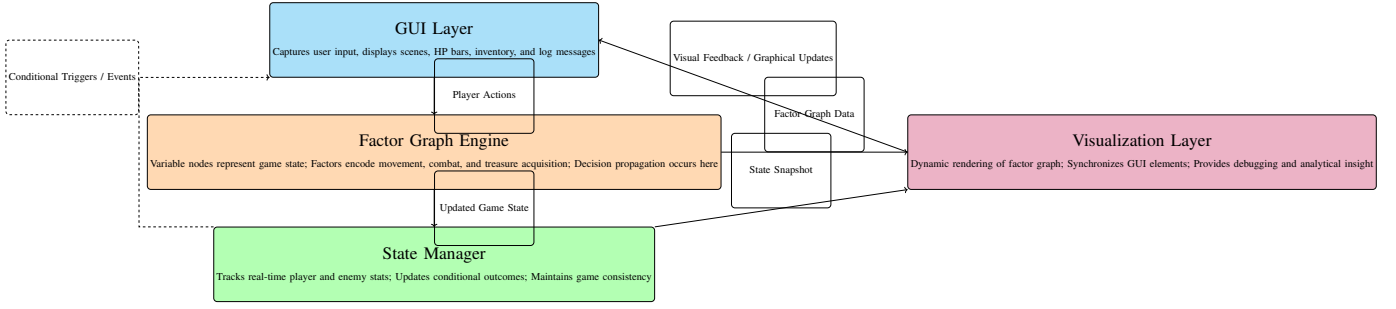 GUI Layer
Captures user input, displays scenes, HP bars, inventory, and log messages
Visual Feedback / Graphical Updates
Conditional Triggers / Events
Player Actions
Factor Graph Data
Factor Graph Engine
Variable nodes represent game state; Factors encode movement, combat, and treasure acquisition; Decision propagation occurs here
State Snapshot
Visualization Layer
Dynamic rendering of factor graph; Synchronizes GUI elements; Provides debugging and analytical insight
Updated Game State
State Manager
Tracks real-time player and enemy stats; Updates conditional outcomes; Maintains game consistency